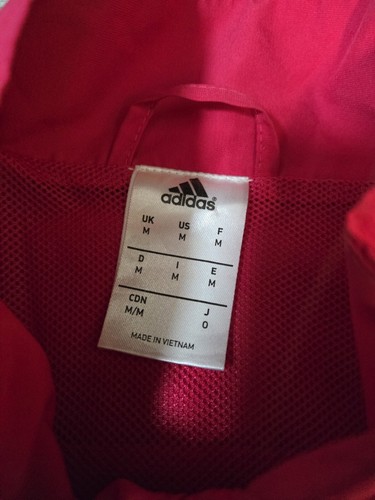 adidas®
UK US F
M M M
D I E
M M M
CDN J
M/M O
MADE IN VIETNAM